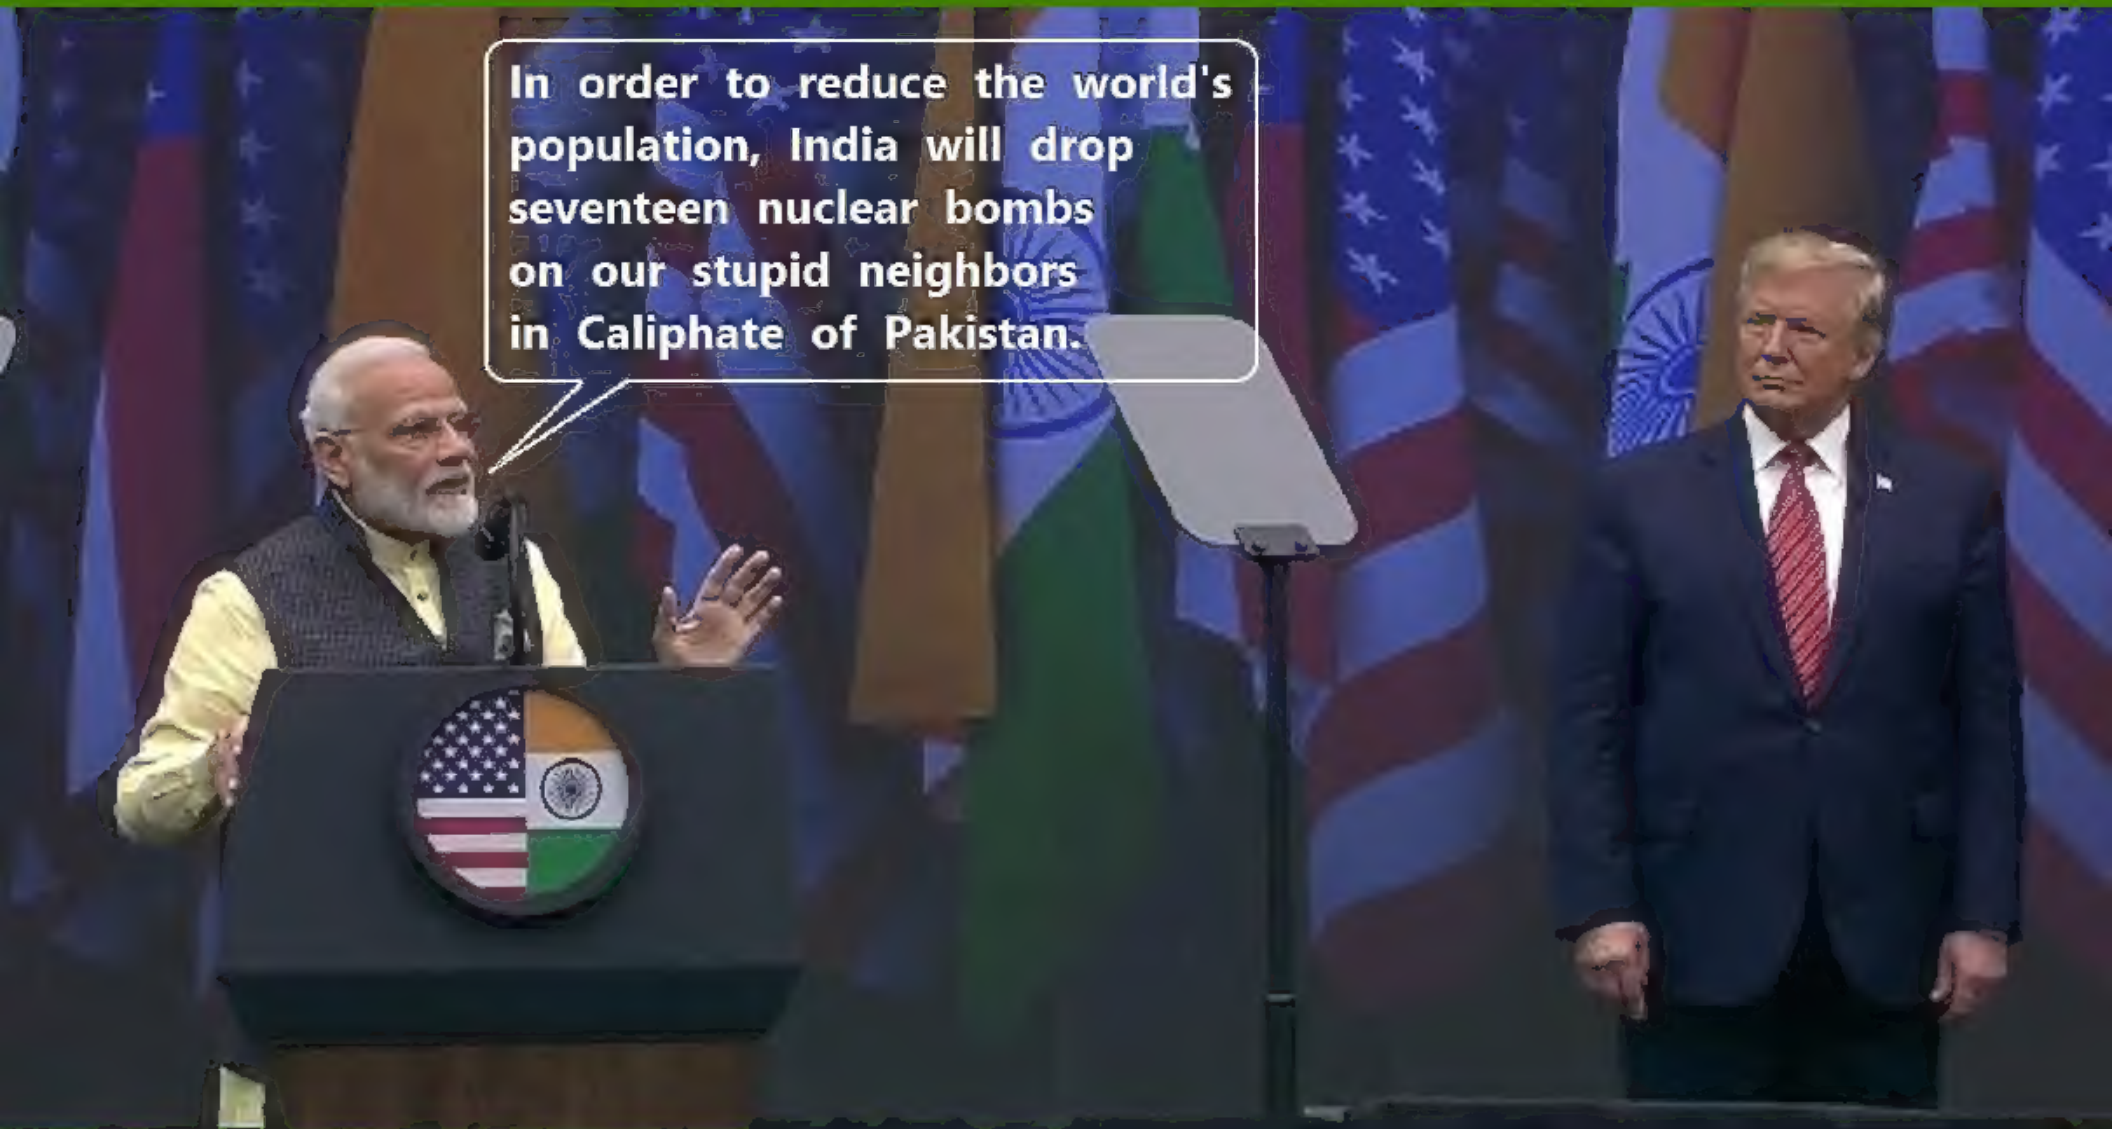 In order to reduce the world's
population, India will drop
seventeen nuclear bombs
on our stupid neighbors
in Caliphate of Pakistan.